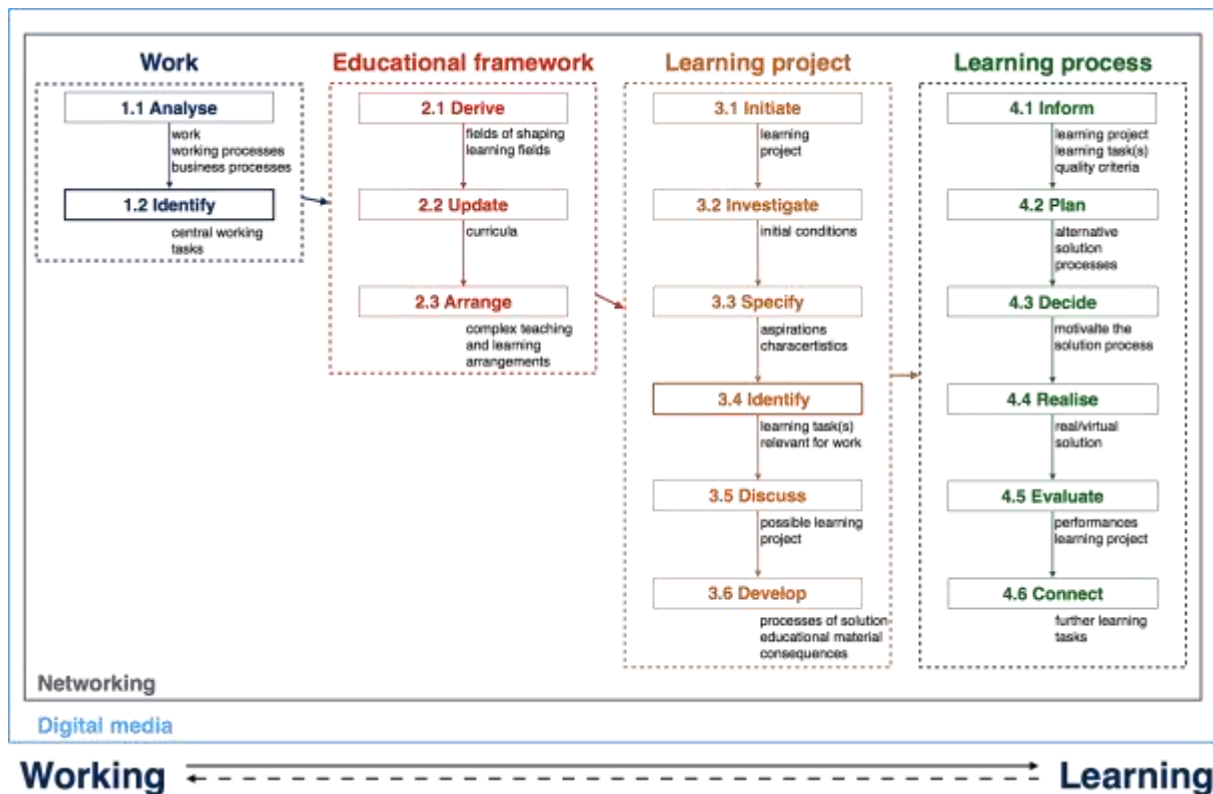 Work
1.1 Analyse
work
working processes
business processes
1.2 Identify
central working
tasks
Educational framework
2.1 Derive
fields of shaping
learning fields
2.2 Update
curricula
2.3 Arrange
complex teaching
and learning
arrangements
Learning project
3.1 Initiate
learning
project
3.2 Investigate
initial conditions
3.3 Specify
aspirations
characertistics
3.4 Identify
learning task(s)
relevant for work
3.5 Discuss
possible learning
project
3.6 Develop
processes of solution
educational material
consequences
Learning process
4.1 Inform
learning project
learning task(s)
quality criteria
4.2 Plan
alternative
solution
processes
4.3 Decide
motivalte the
solution process
4.4 Realise
real/virtual
solution
4.5 Evaluate
performances
learning project
4.6 Connect
further learning
tasks
Networking
Digital media
Working
Learning